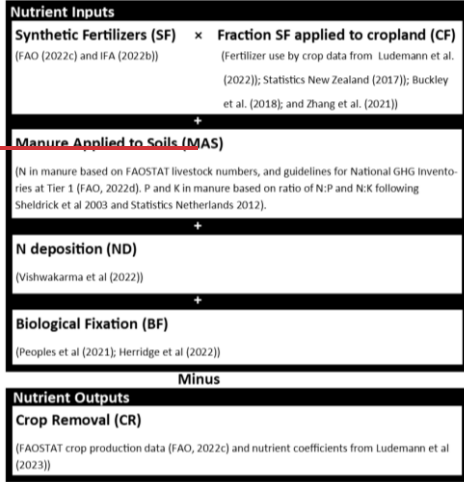 Nutrient Inputs
Synthetic Fertilizers (SF) × Fraction SF applied to cropland (CF)
(FAO (2022c) and IFA (2022b)) (Fertilizer use by crop data from Ludemann et al.
(2022)); Statistics New Zealand (2017)); Buckley
et al. (2018); and Zhang et al. (2021))
+
Manure Applied to Soils (MAS)
(N in manure based on FAOSTAT livestock numbers, and guidelines for National GHG Invento-
ries at Tier 1 (FAO, 2022d). P and K in manure based on ratio of N:P and N:K following
Sheldrick et al 2003 and Statistics Netherlands 2012).
+
N deposition (ND)
(Vishwakarma et al (2022))
+
Biological Fixation (BF)
(Peoples et al (2021); Herridge et al (2022))
Minus
Nutrient Outputs
Crop Removal (CR)
(FAOSTAT crop production data (FAO, 2022c) and nutrient coefficients from Ludemann et al
(2023))